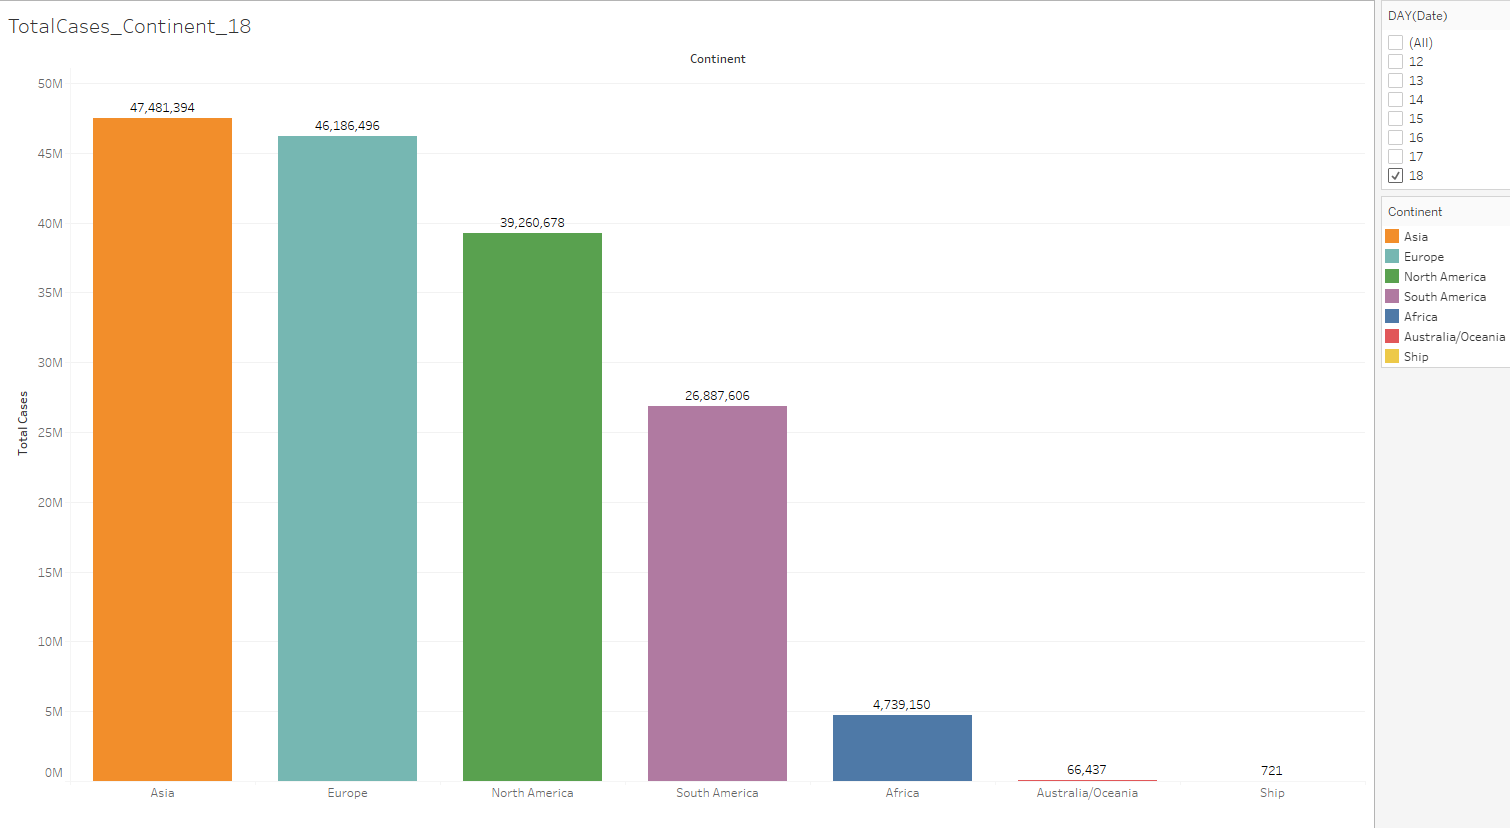 TotalCases_Continent_18
Continent
50M
45M
40M
35M
30M
25M
20M
15M
10M
5M
0M
Total Cases
47,481,394
46,186,496
39,260,678
26,887,606
4,739,150
66,437
721
Asia
Europe
North America
South America
Africa
Australia/Oceania
Ship
DAY(Date)
(All)
12
13
14
15
16
17
18
Continent
Asia
Europe
North America
South America
Africa
Australia/Oceania
Ship